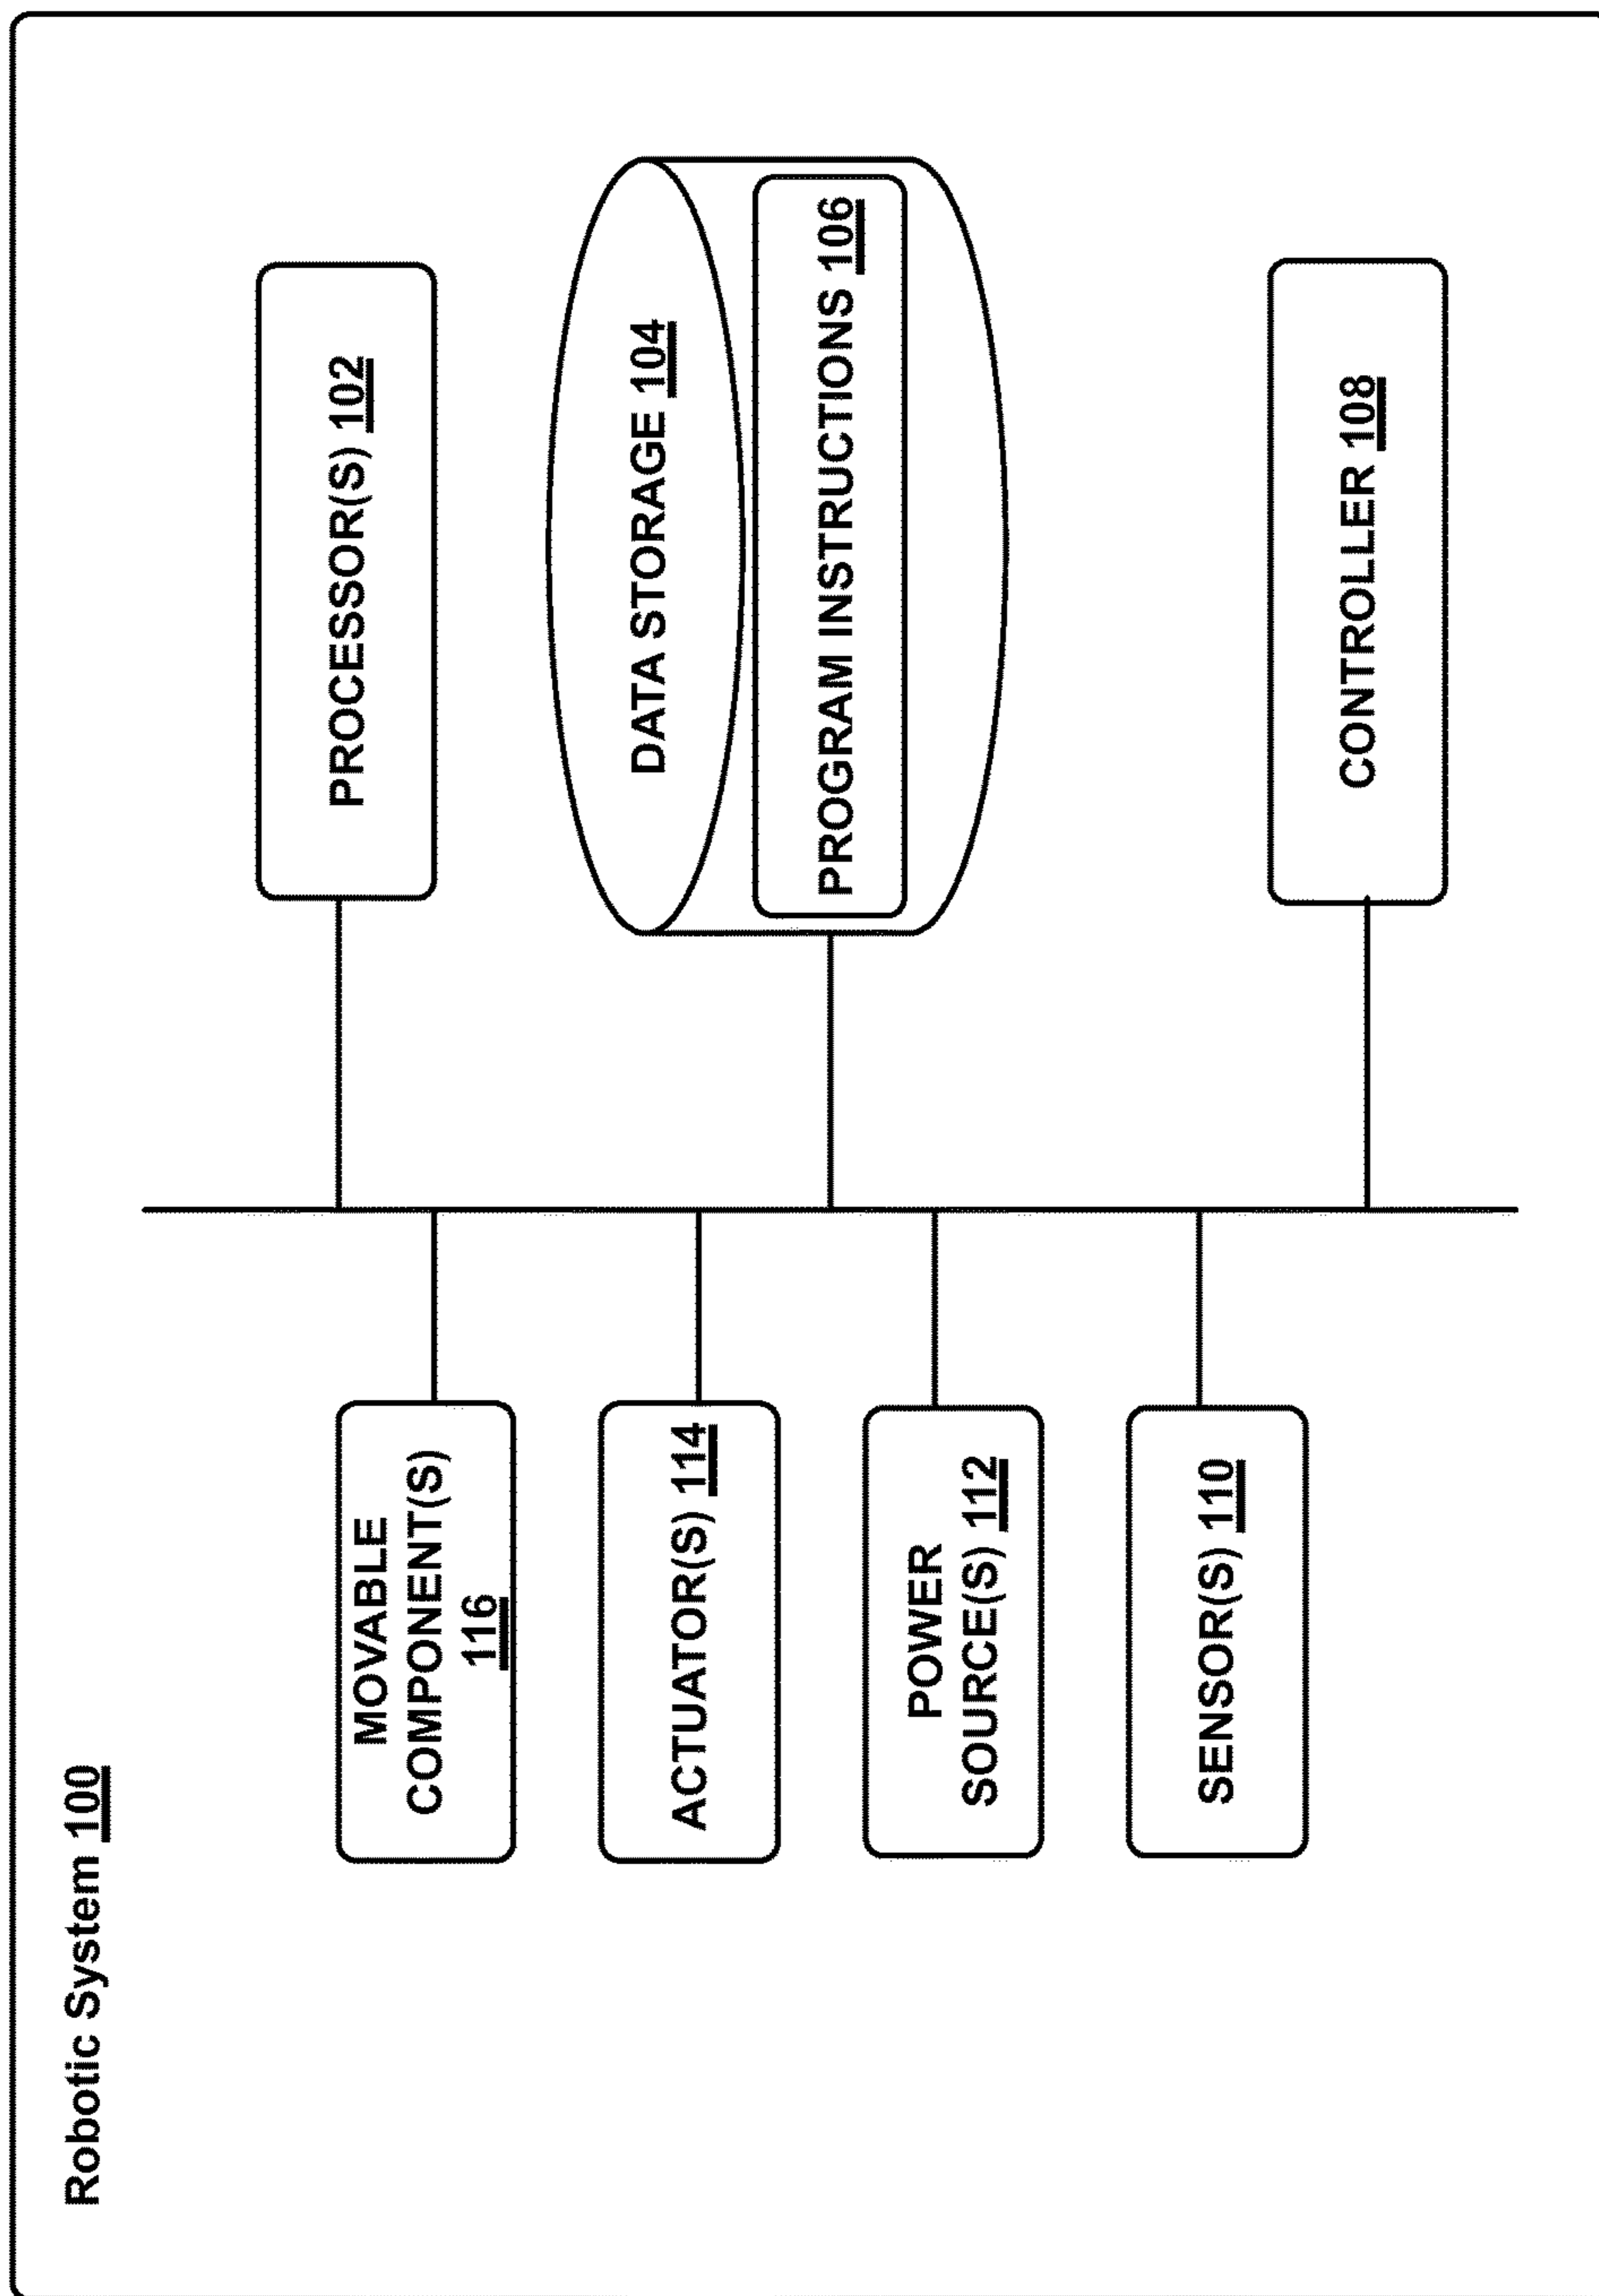 Robotic System 100
MOVABLE
COMPONENT(S)
116
ACTUATOR(S) 114
POWER
SOURCE(S) 112
SENSOR(S) 110
PROCESSOR(S) 102
DATA STORAGE 104
PROGRAM INSTRUCTIONS 106
CONTROLLER 108